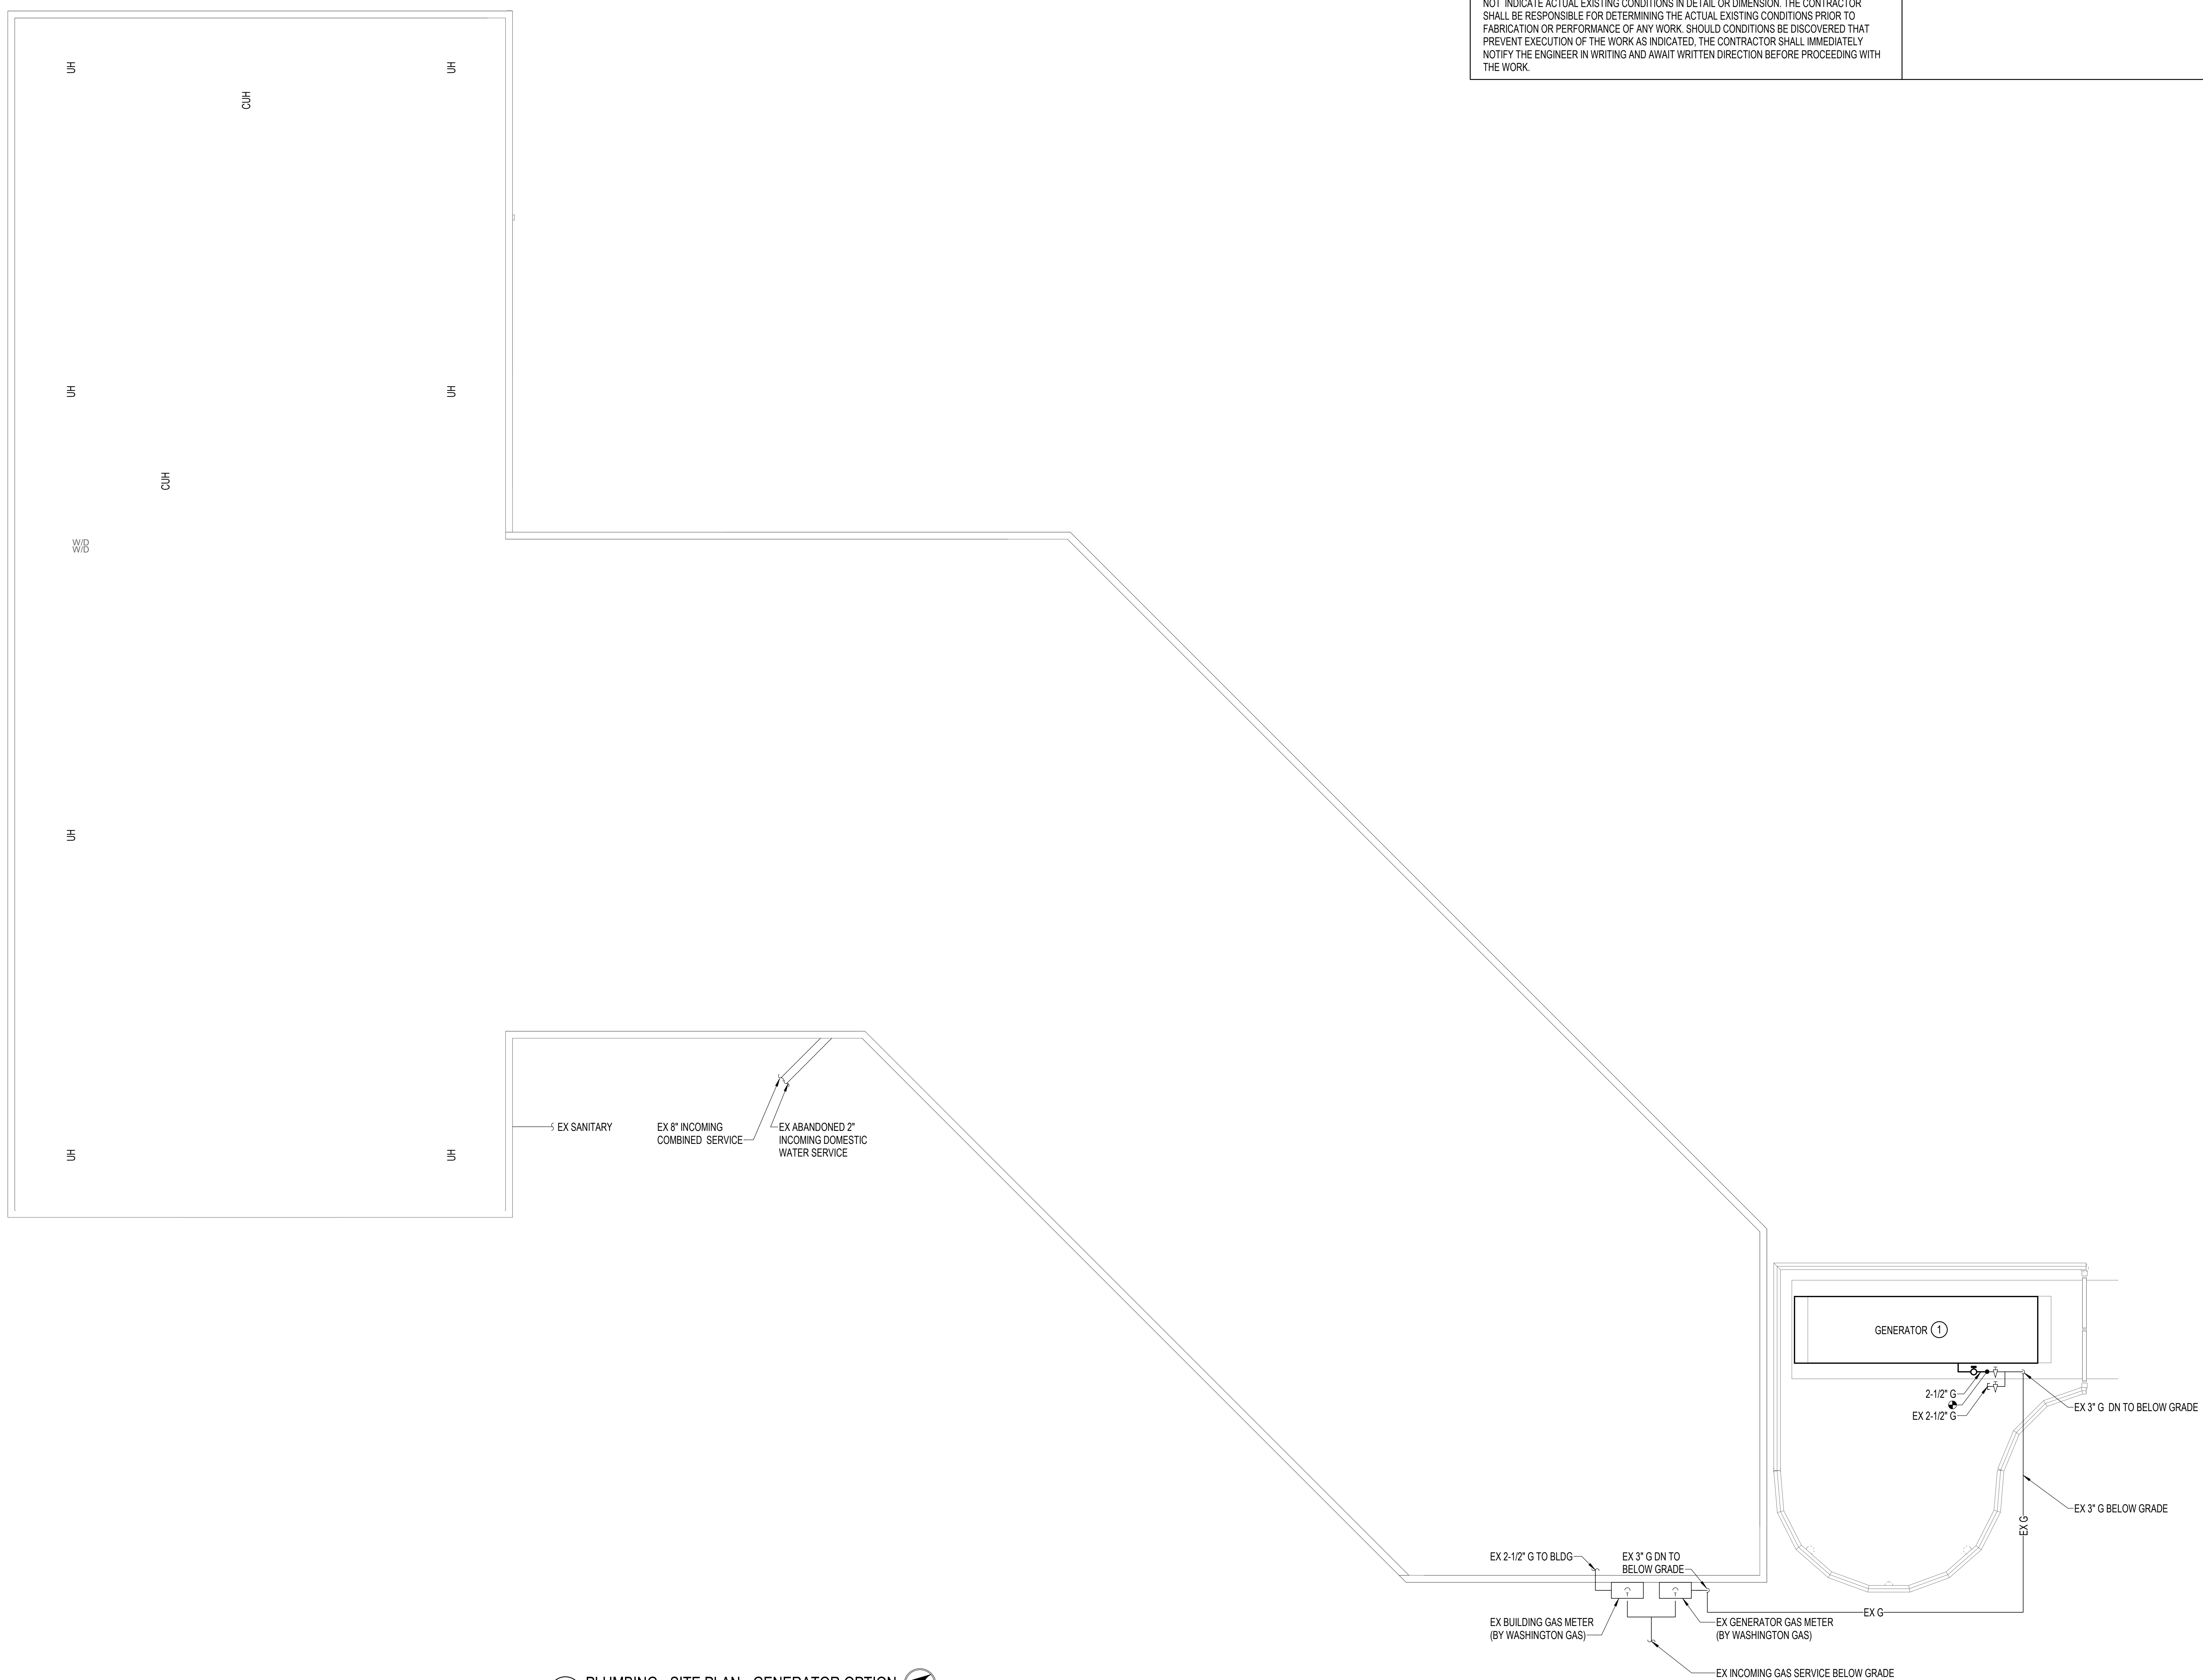 NOT INDICATE ACTUAL EXISTING CONDITIONS IN DETAIL OR DIMENSION. THE CONTRACTOR
SHALL BE RESPONSIBLE FOR DETERMINING THE ACTUAL EXISTING CONDITIONS PRIOR TO
FABRICATION OR PERFORMANCE OF ANY WORK. SHOULD CONDITIONS BE DISCOVERED THAT
PREVENT EXECUTION OF THE WORK AS INDICATED, THE CONTRACTOR SHALL IMMEDIATELY
NOTIFY THE ENGINEER IN WRITING AND AWAIT WRITTEN DIRECTION BEFORE PROCEEDING WITH
THE WORK.
UH
UH
CUH
UH
UH
CUH
W/D
W/D
UH
UH
UH
EX SANITARY
EX 8" INCOMING
COMBINED SERVICE
EX ABANDONED 2"
INCOMING DOMESTIC
WATER SERVICE
GENERATOR 1
2-1/2" G
EX 2-1/2" G
EX 3" G DN TO BELOW GRADE
EX 3" G BELOW GRADE
EX G
EX 2-1/2" G TO BLDG
EX 3" G DN TO
BELOW GRADE
EX G
EX BUILDING GAS METER
(BY WASHINGTON GAS)
EX GENERATOR GAS METER
(BY WASHINGTON GAS)
EX INCOMING GAS SERVICE BELOW GRADE
PLUMBING - SITE PLAN - GENERATOR OPTION